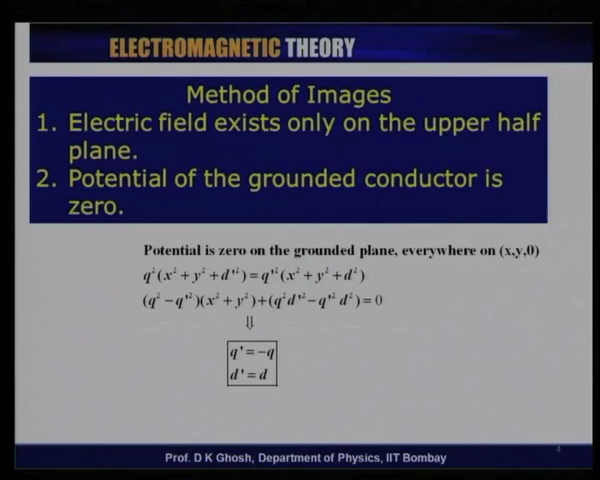 ELECTROMAGNETIC THEORY
Method of Images
1. Electric field exists only on the upper half
plane.
2. Potential of the grounded conductor is
zero.
Potential is zero on the grounded plane, everywhere on (x,y,0)
q²(x² + y² + d'²) = q'²(x² + y² + d²)
(q² − q'²)(x² + y²) + (q²d'² − q'²d²) = 0
⇓
q' = −q
d' = d
Prof. D K Ghosh, Department of Physics, IIT Bombay
4